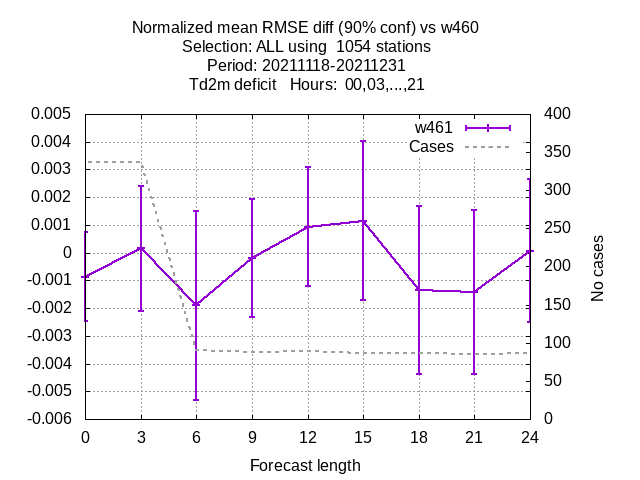 Normalized mean RMSE diff (90% conf) vs w460
Selection: ALL using  1054 stations
Period: 20211118-20211231
Td2m deficit   Hours:  00,03,...,21
0.005
0.004
0.003
0.002
0.001
0
-0.001
-0.002
-0.003
-0.004
-0.005
-0.006
400
350
300
250
200
150
100
50
0
w461
Cases
No cases
0 3 6 9 12 15 18 21 24
Forecast length